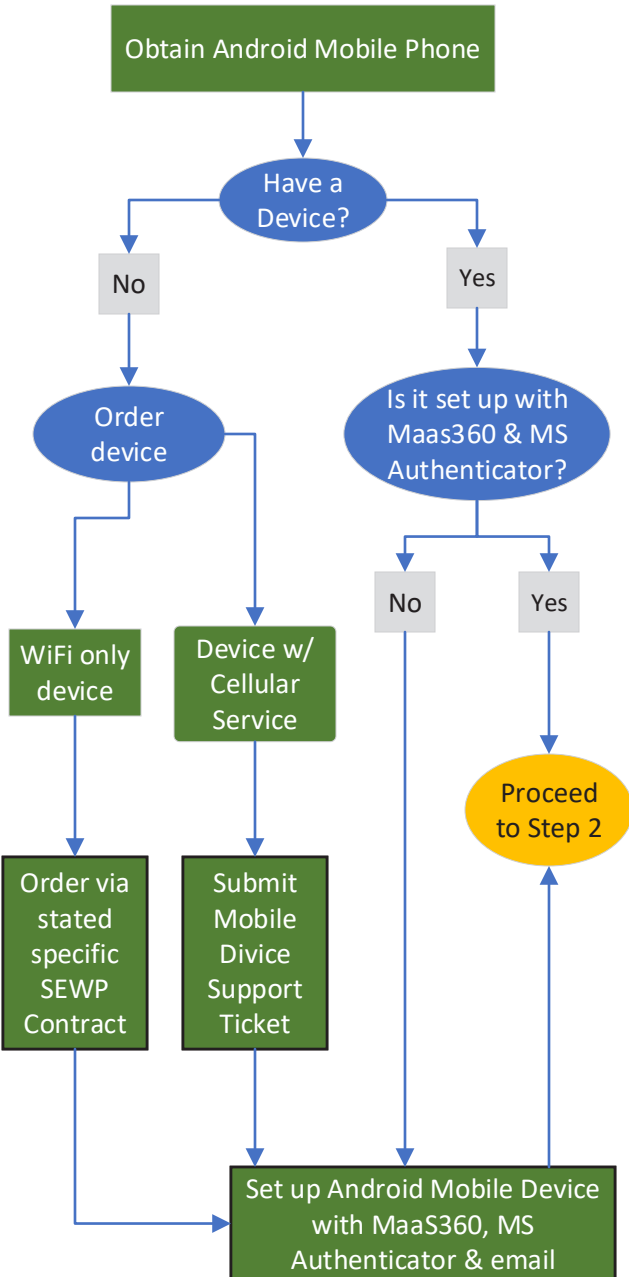 Obtain Android Mobile Phone
Have a
Device?
No
Yes
Order
device
Is it set up with
Maas360 & MS
Authenticator?
No
Yes
WiFi only
device
Device w/
Cellular
Service
Proceed
to Step 2
Order via
stated
specific
SEWP
Contract
Submit
Mobile
Divice
Support
Ticket
Set up Android Mobile Device
with MaaS360, MS
Authenticator & email